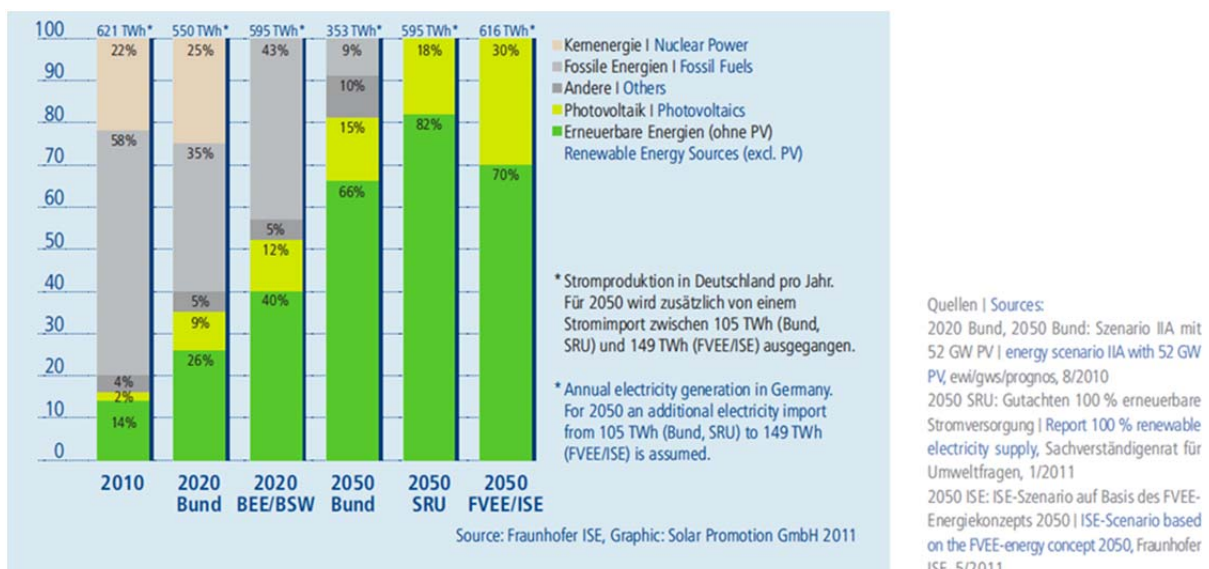 100
90
80
70
60
50
40
30
20
10
0
621 TWh*
550 TWh*
595 TWh*
353 TWh*
595 TWh*
616 TWh*
22%
58%
4%
2%
14%
25%
35%
5%
9%
26%
43%
5%
12%
40%
9%
10%
15%
66%
18%
82%
30%
70%
2010
2020
Bund
2020
BEE/BSW
2050
Bund
2050
SRU
2050
FVEE/ISE
Kernenergie | Nuclear Power
Fossile Energien | Fossil Fuels
Andere | Others
Photovoltaik | Photovoltaics
Erneuerbare Energien (ohne PV)
Renewable Energy Sources (excl. PV)
* Stromproduktion in Deutschland pro Jahr.
Für 2050 wird zusätzlich von einem
Stromimport zwischen 105 TWh (Bund,
SRU) und 149 TWh (FVEE/ISE) ausgegangen.
* Annual electricity generation in Germany.
For 2050 an additional electricity import
from 105 TWh (Bund, SRU) to 149 TWh
(FVEE/ISE) is assumed.
Source: Fraunhofer ISE, Graphic: Solar Promotion GmbH 2011
Quellen | Sources:
2020 Bund, 2050 Bund: Szenario IIA mit
52 GW PV | energy scenario IIA with 52 GW
PV, ewi/gws/prognos, 8/2010
2050 SRU: Gutachten 100 % erneuerbare
Stromversorgung | Report 100 % renewable
electricity supply, Sachverständigenrat für
Umweltfragen, 1/2011
2050 ISE: ISE-Szenario auf Basis des FVEE-
Energiekonzepts 2050 | ISE-Scenario based
on the FVEE-energy concept 2050, Fraunhofer
ISE, 5/2011